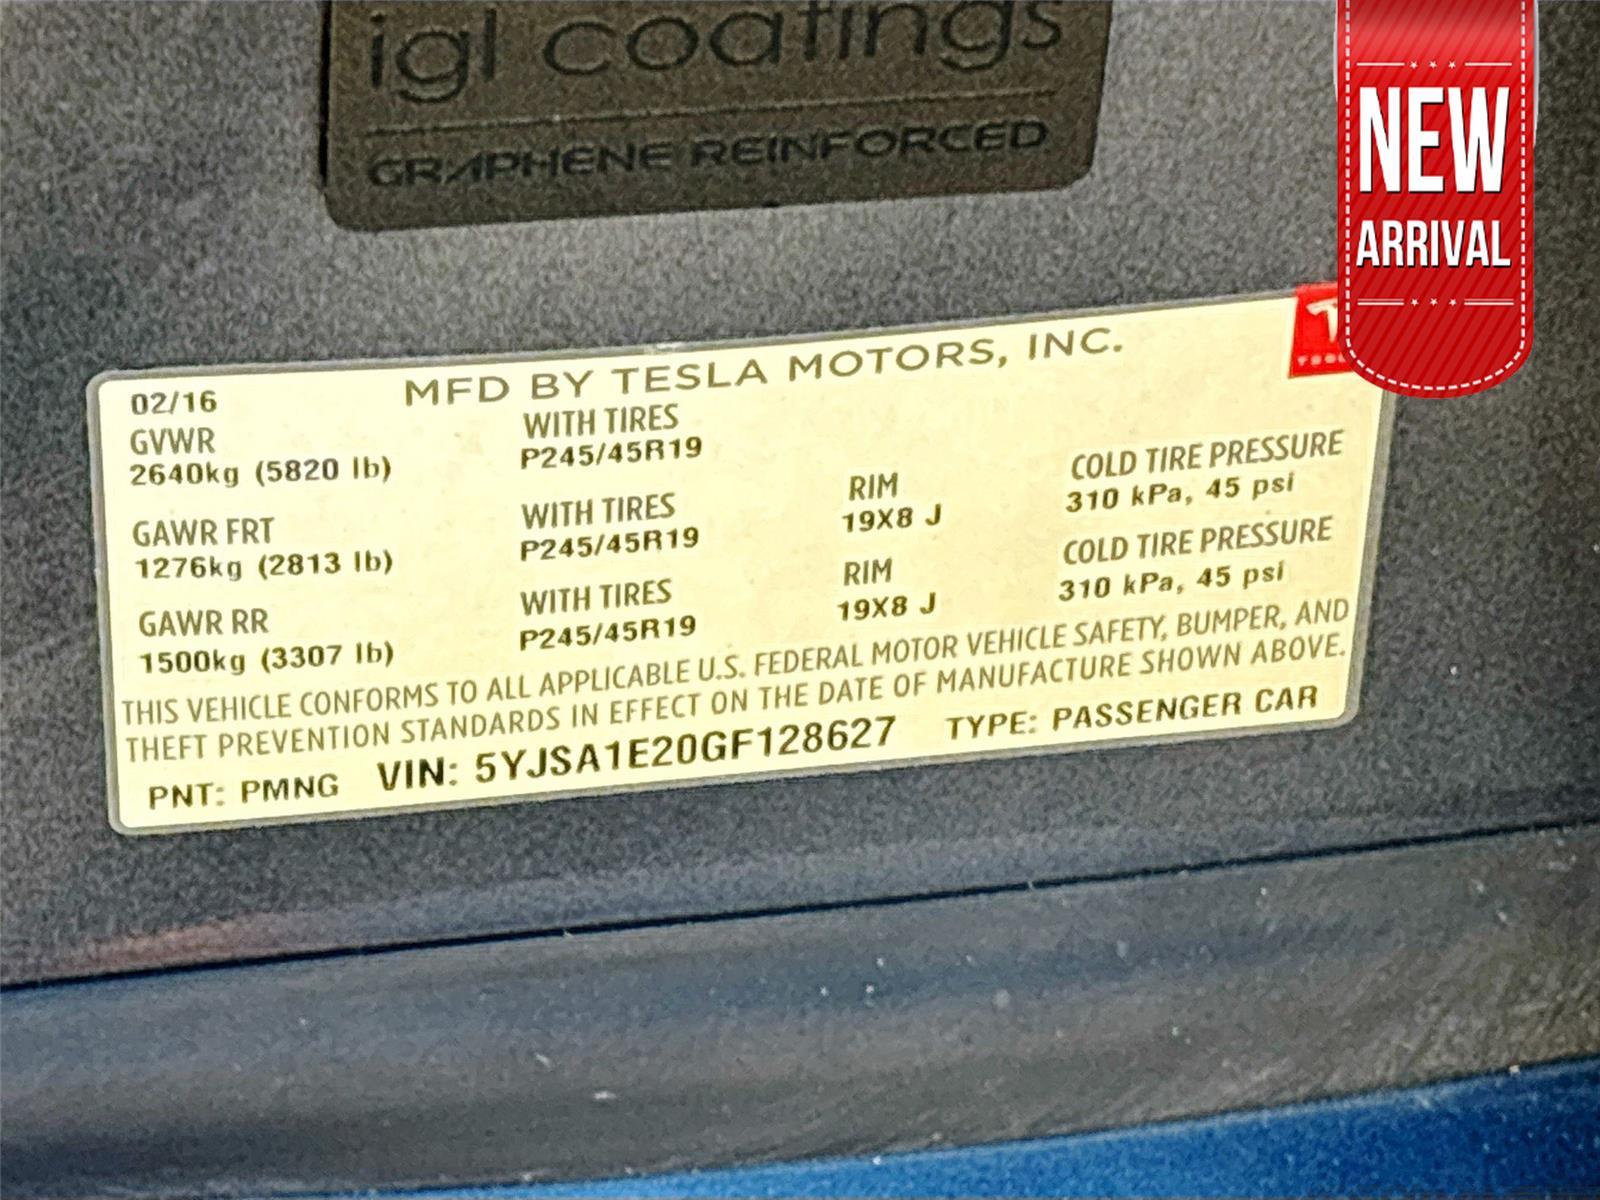 igl coatings
GRAPHENE REINFORCED
NEW
ARRIVAL
MFD BY TESLA MOTORS, INC.
02/16
GVWR
2640kg (5820 lb)
WITH TIRES
P245/45R19
GAWR FRT
1276kg (2813 lb)
WITH TIRES
P245/45R19
RIM
19X8 J
COLD TIRE PRESSURE
310 kPa, 45 psi
GAWR RR
1500kg (3307 lb)
WITH TIRES
P245/45R19
RIM
19X8 J
COLD TIRE PRESSURE
310 kPa, 45 psi
THIS VEHICLE CONFORMS TO ALL APPLICABLE U.S. FEDERAL MOTOR VEHICLE SAFETY, BUMPER, AND
THEFT PREVENTION STANDARDS IN EFFECT ON THE DATE OF MANUFACTURE SHOWN ABOVE.
PNT: PMNG VIN: 5YJSA1E20GF128627 TYPE: PASSENGER CAR